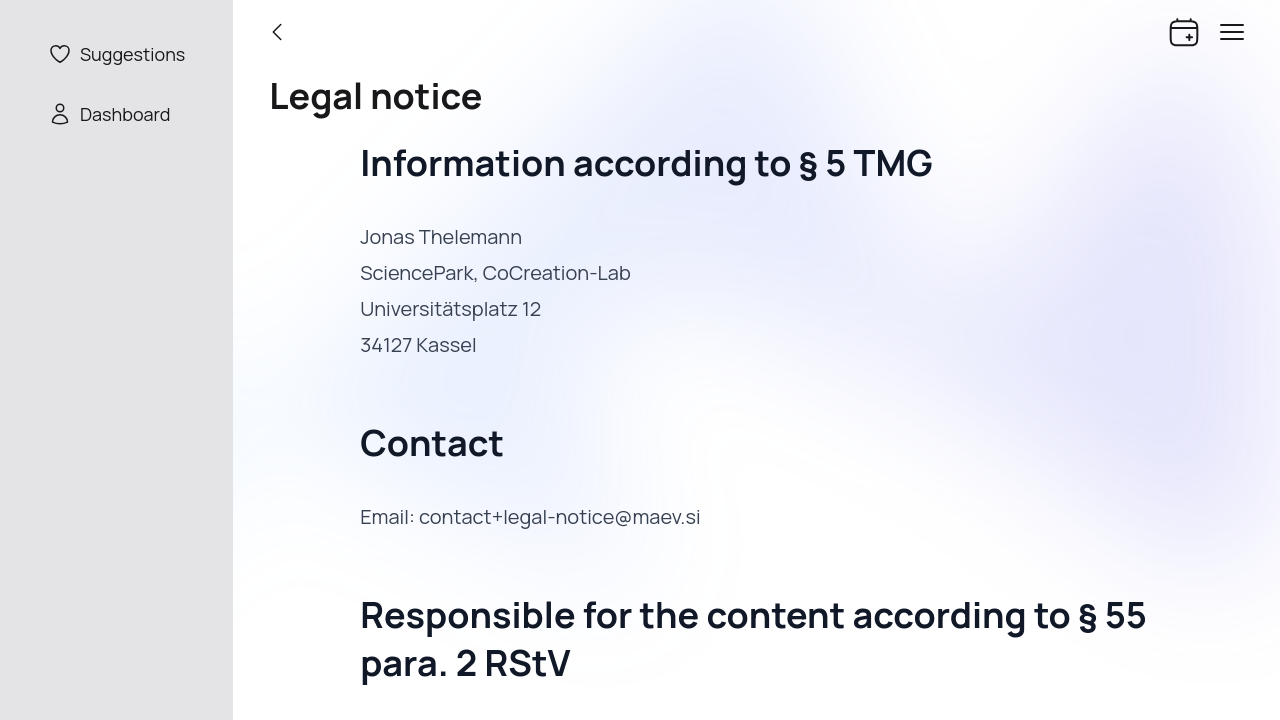 Suggestions
Dashboard
Legal notice
Information according to § 5 TMG
Jonas Thelemann
SciencePark, CoCreation-Lab
Universitätsplatz 12
34127 Kassel
Contact
Email: contact+legal-notice@maev.si
Responsible for the content according to § 55
para. 2 RStV